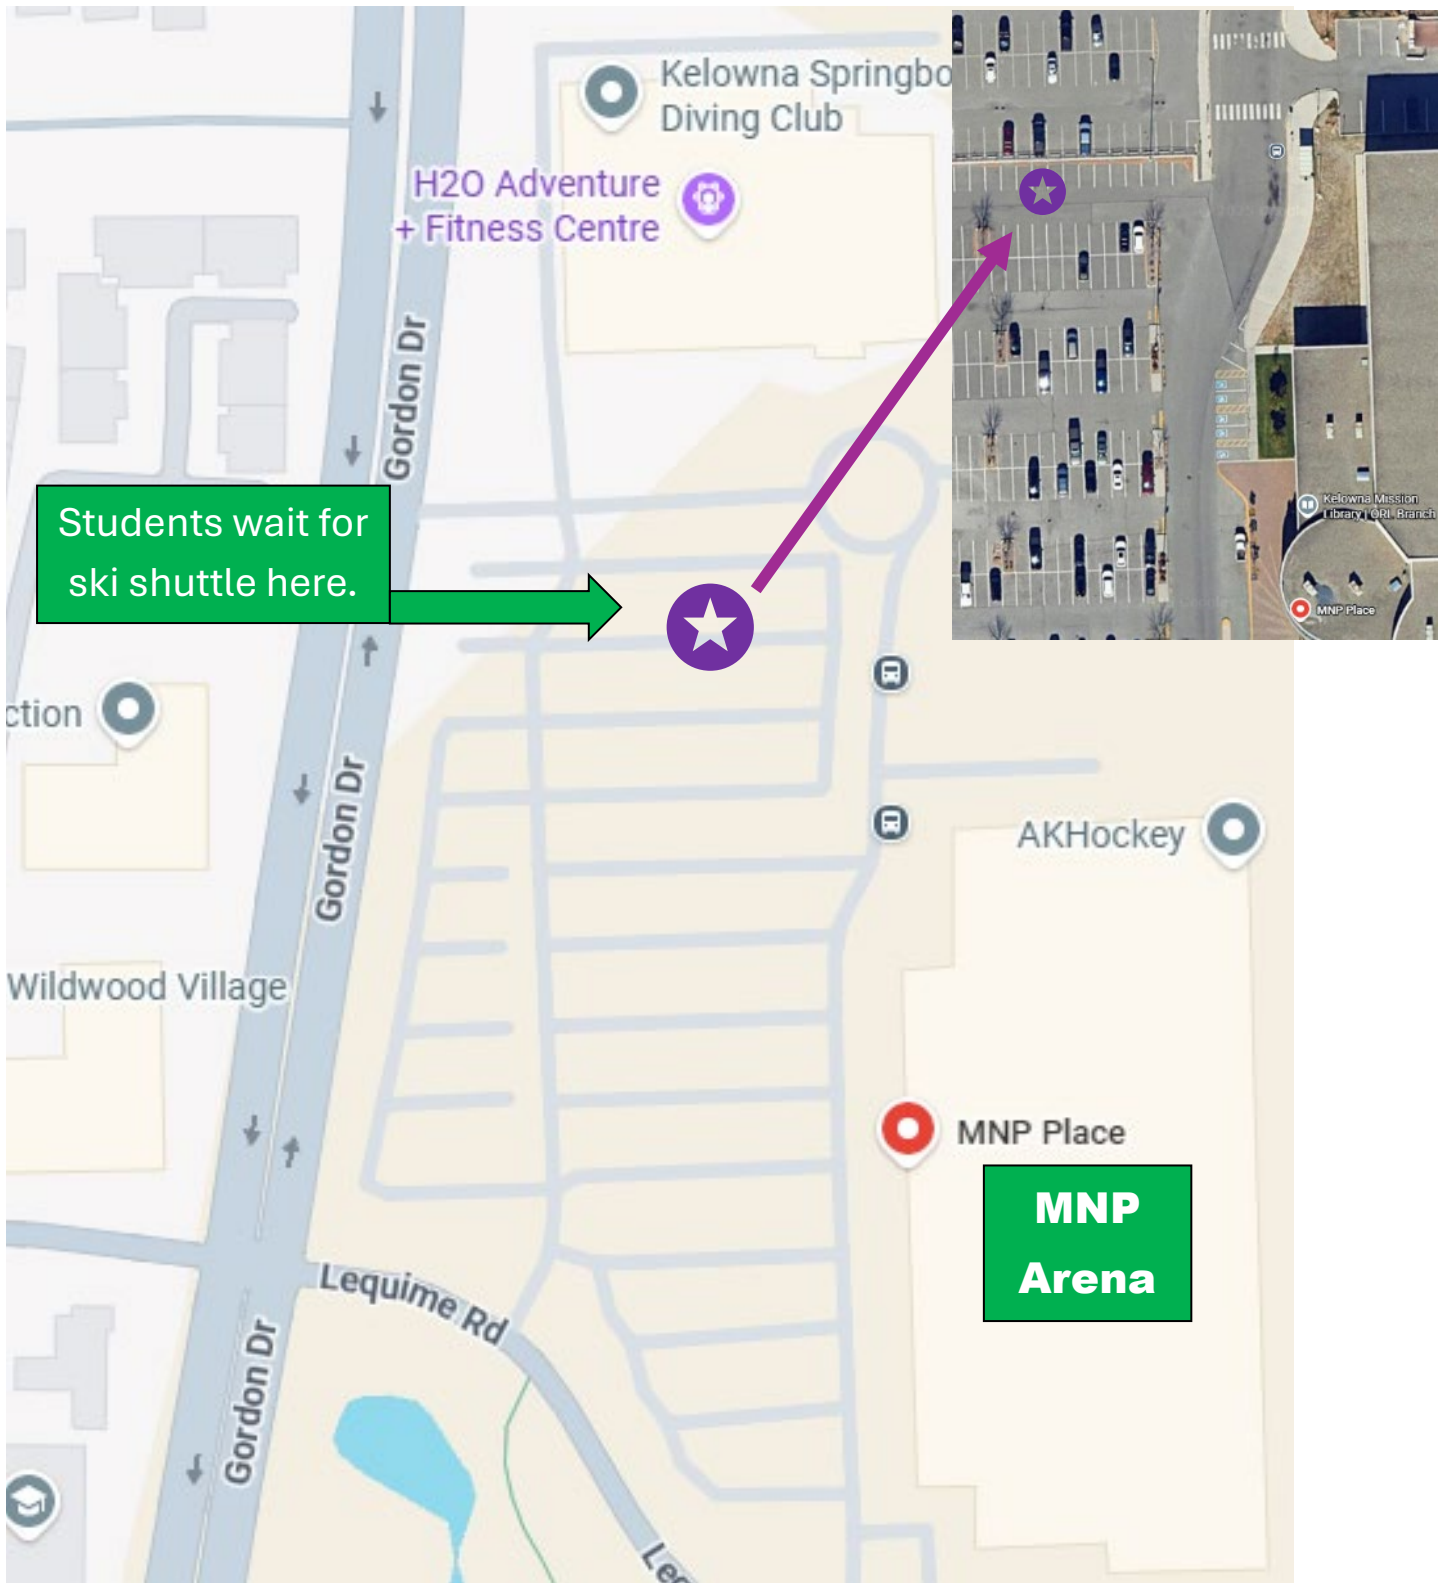 Kelowna Springbo
Diving Club
H2O Adventure
+ Fitness Centre
Gordon Dr
Students wait for
ski shuttle here.
Kelowna Mission
Library | ORL Branch
MNP Place
ction
Gordon Dr
AKHockey
Wildwood Village
MNP Place
MNP
Arena
Lequime Rd
Gordon Dr
Leq